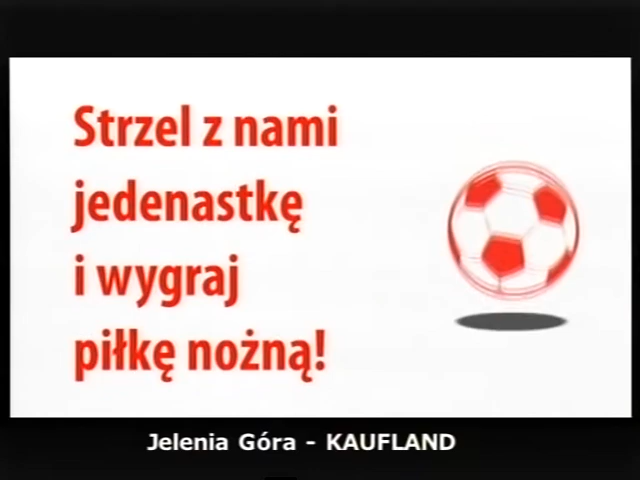 Strzel z nami
jedenastkę
i wygraj
piłkę nożną!
Jelenia Góra - KAUFLAND